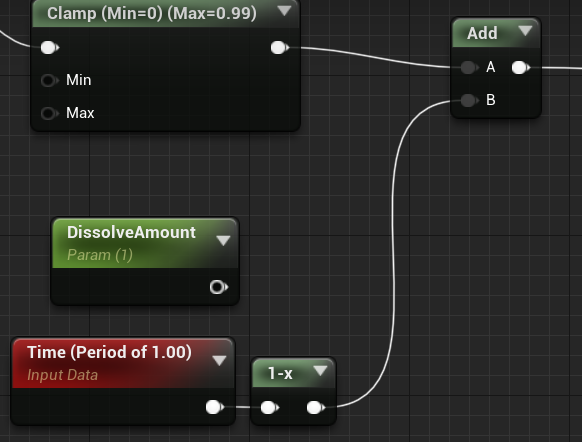 Clamp (Min=0) (Max=0.99)
Min
Max
Add
A
B
DissolveAmount
Param (1)
Time (Period of 1.00)
Input Data
1-x